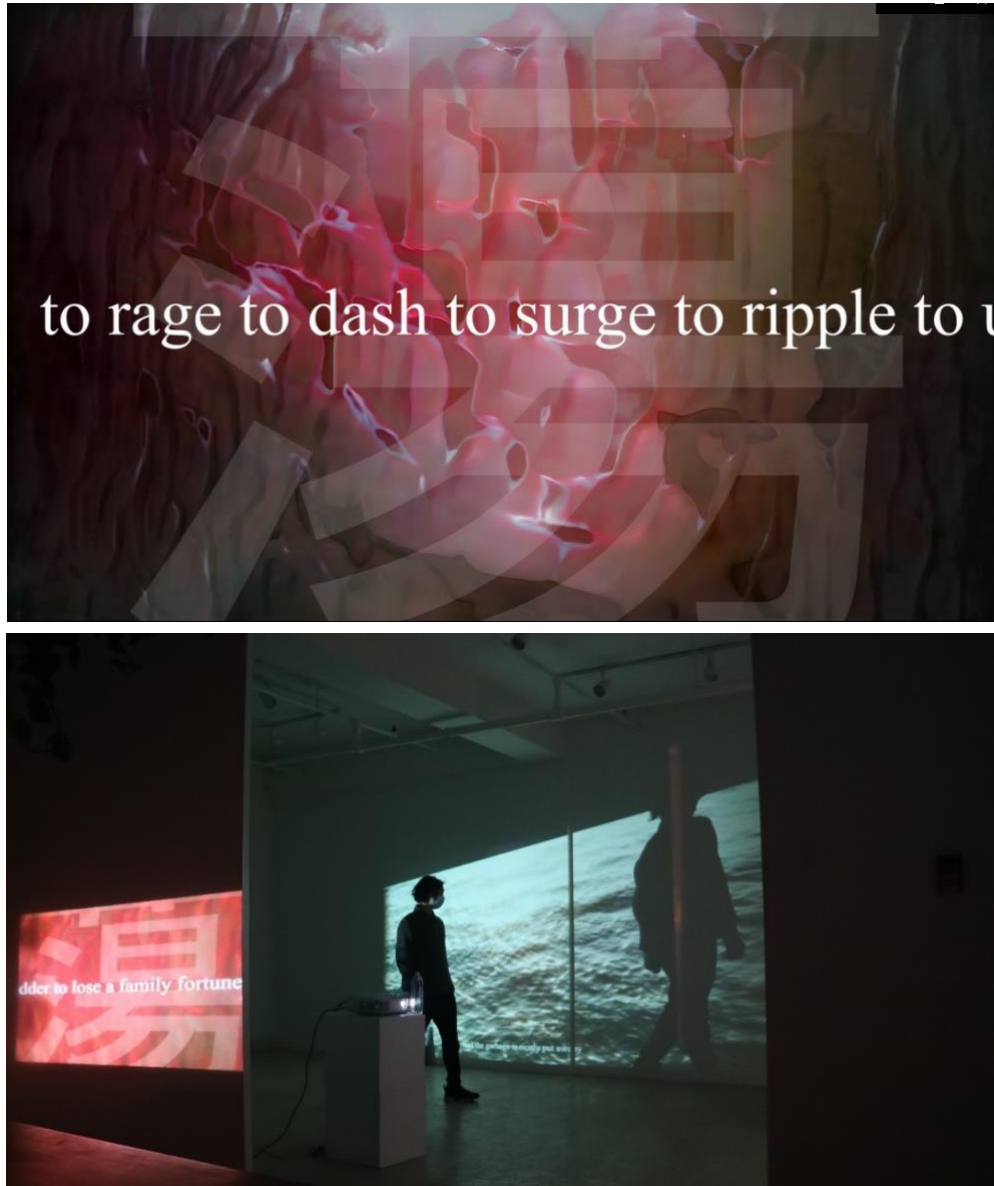 蕩
to rage to dash to surge to ripple to u
蕩
dder to lose a family fortune